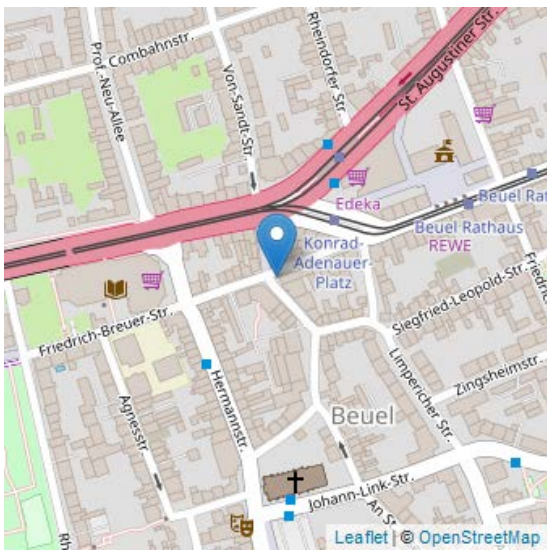 Combahnstr.
Prof.-Neu-Allee
Von-Sandt-Str.
Rheindorfer Str
St. Augustiner Str.
Edeka
Beuel Rat
Beuel Rathaus
REWE
Konrad-
Adenauer-
Platz
Friedrich-Breuer-Str.
Siegfried-Leopold-Str.
Friedri
Limpericher Str.
Zingsheimstr.
Agnesstr
Hermannstr.
Beuel
Johann-Link-Str.
An St
Rh
Leaflet | © OpenStreetMap